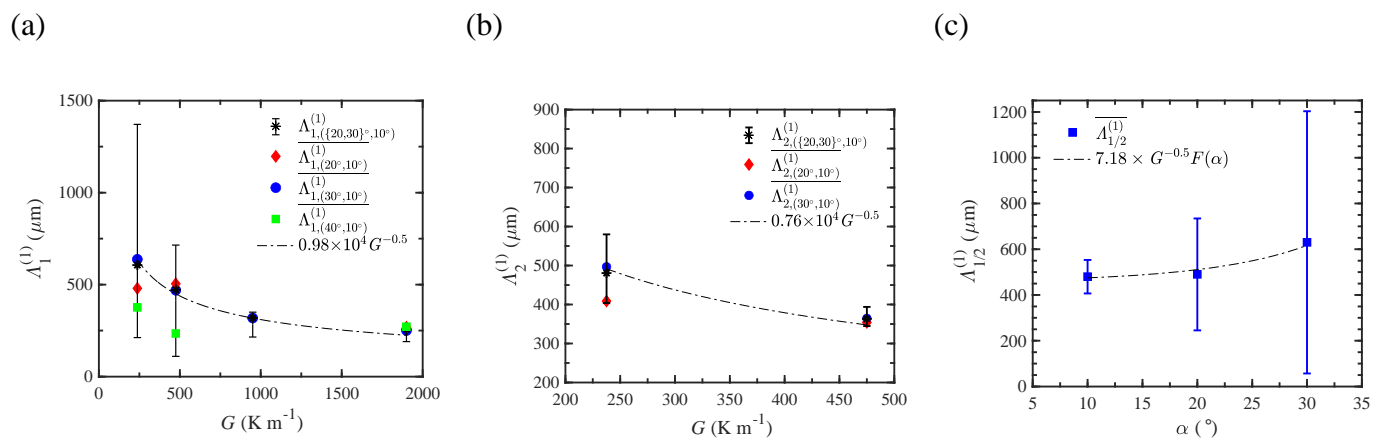 (a)
(b)
(c)
1500
1000
500
250
0
0
500
1000
1500
2000
Λ₁⁽¹⁾ (μm)
G (K m⁻¹)
Λ⁽¹⁾₁,({20,30}°,10°)
Λ⁽¹⁾₁,(20°,10°)
Λ⁽¹⁾₁,(30°,10°)
Λ⁽¹⁾₁,(40°,10°)
0.98×10⁴G⁻⁰·⁵
900
800
700
600
500
400
300
200
200
250
300
350
400
450
500
Λ₂⁽¹⁾ (μm)
G (K m⁻¹)
Λ⁽¹⁾₂,({20,30}°,10°)
Λ⁽¹⁾₂,(20°,10°)
Λ⁽¹⁾₂,(30°,10°)
0.76×10⁴G⁻⁰·⁵
1200
1000
800
600
400
200
0
5
10
15
20
25
30
35
Λ⁽¹⁾₁/₂ (μm)
α (°)
Λ⁽¹⁾₁/₂
7.18 × G⁻⁰·⁵F(α)